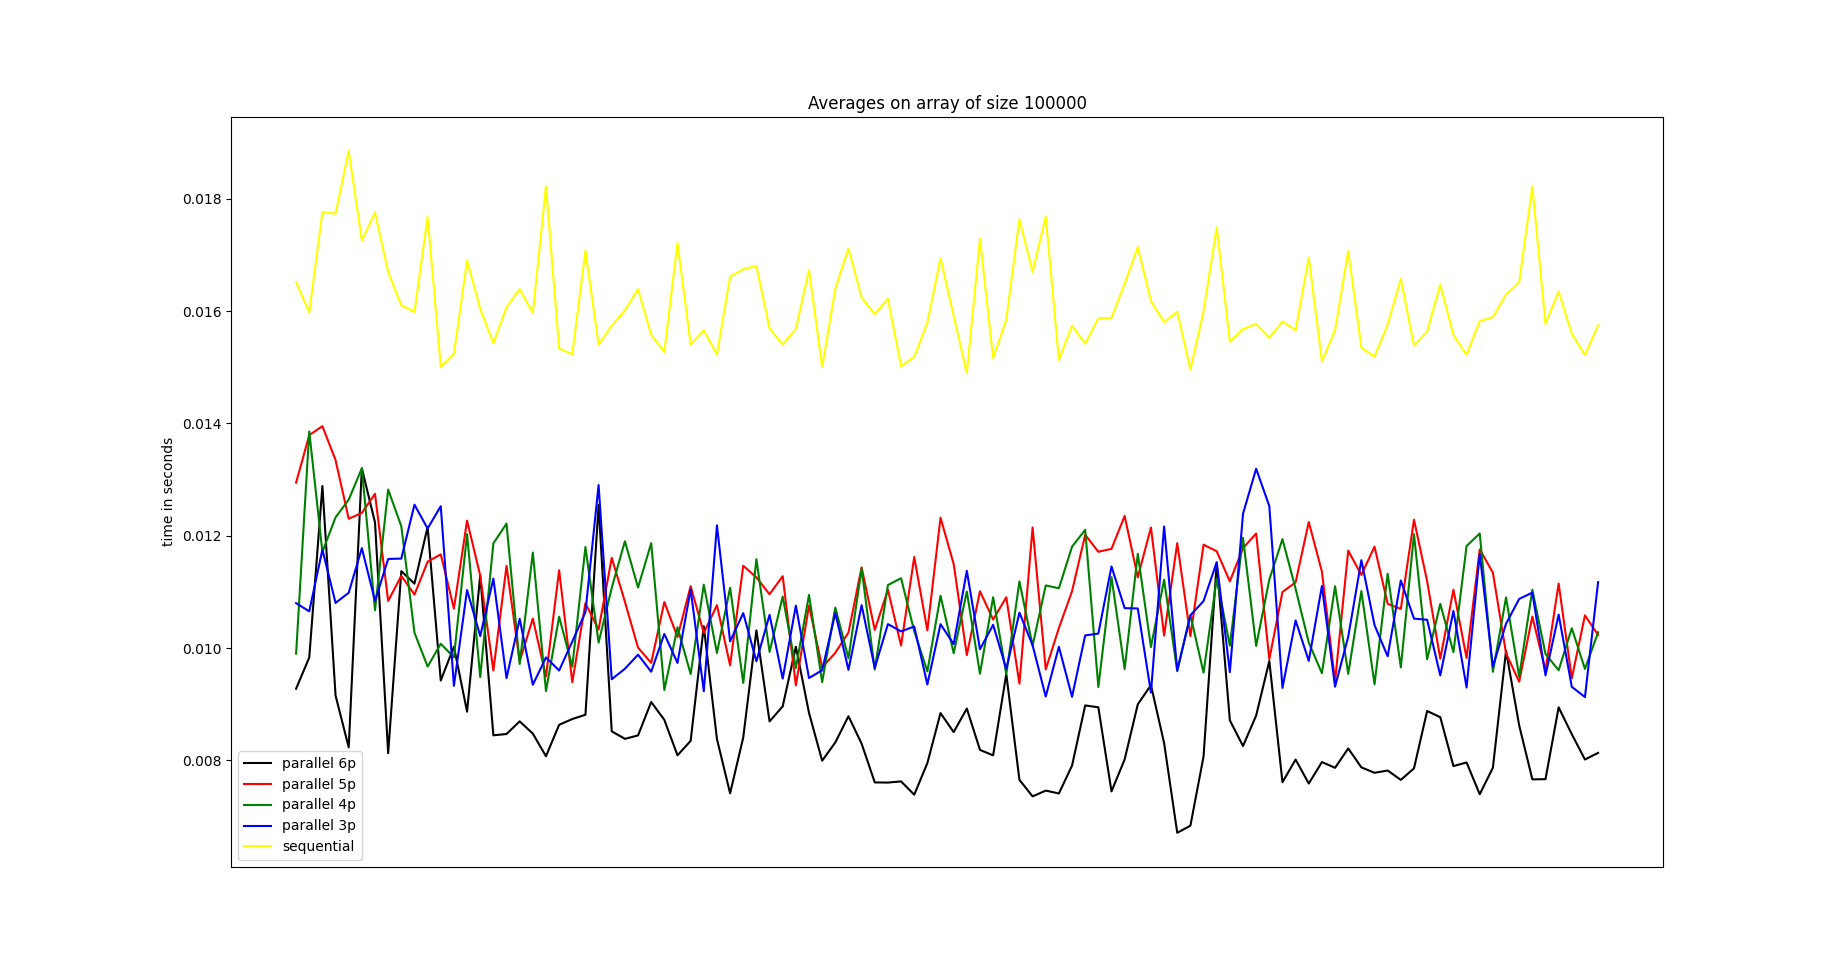 Averages on array of size 100000
time in seconds
0.018
0.016
0.014
0.012
0.010
0.008
parallel 6p
parallel 5p
parallel 4p
parallel 3p
sequential